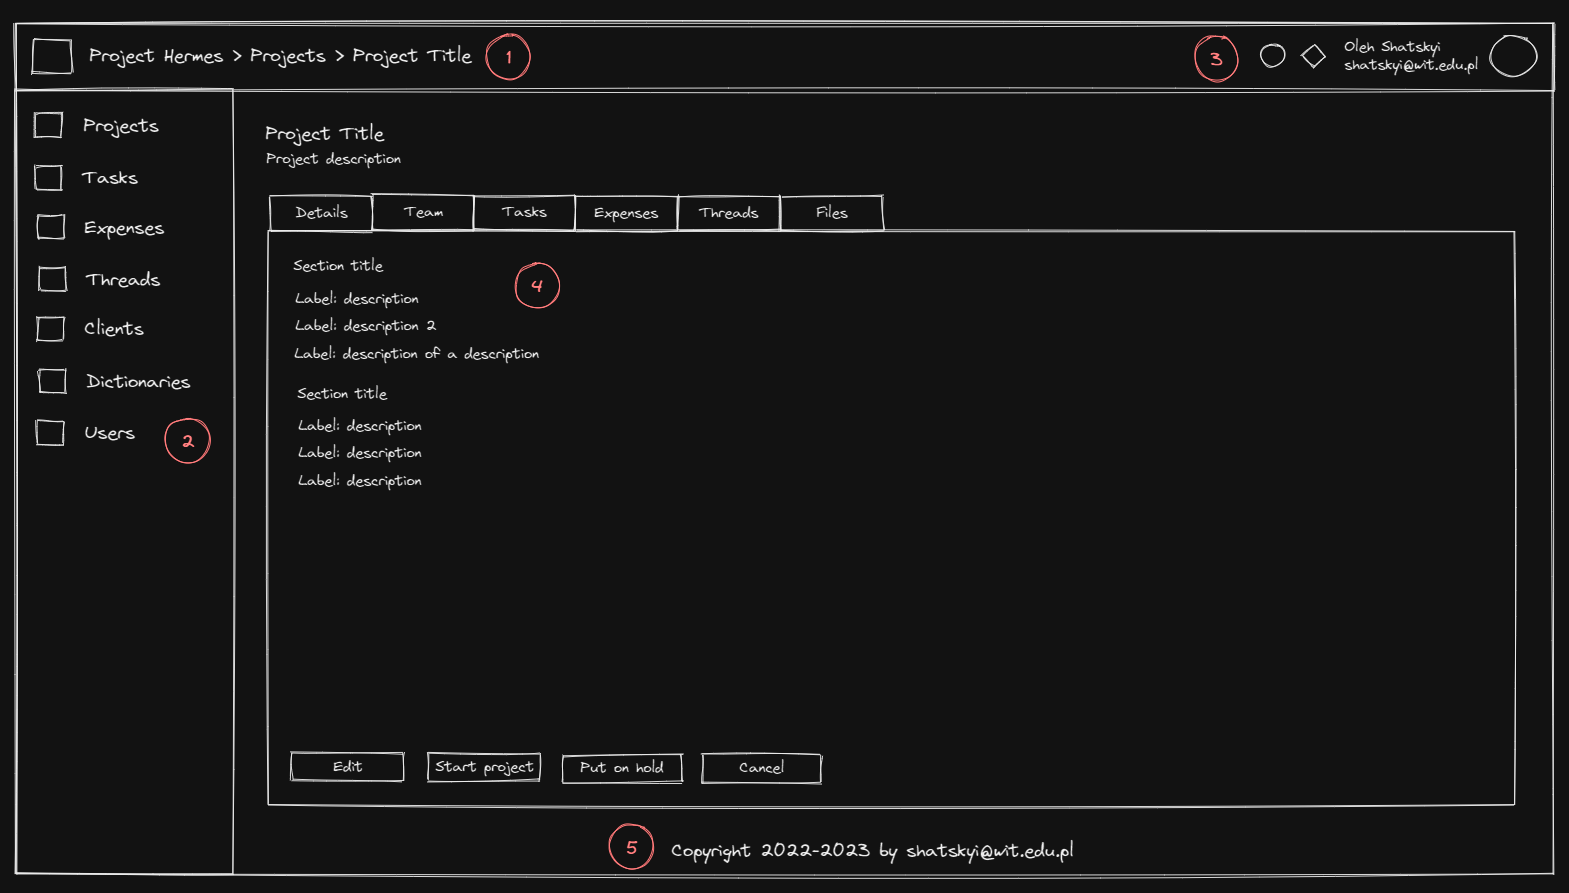 Project Hermes > Projects > Project Title
1
3
Oleh Shatskyi
shatskyi@wit.edu.pl
Projects
Tasks
Expenses
Threads
Clients
Dictionaries
Users
2
Project Title
Project description
Details Team Tasks Expenses Threads Files
Section title
4
Label: description
Label: description 2
Label: description of a description
Section title
Label: description
Label: description
Label: description
Edit Start project Put on hold Cancel
5
Copyright 2022-2023 by shatskyi@wit.edu.pl